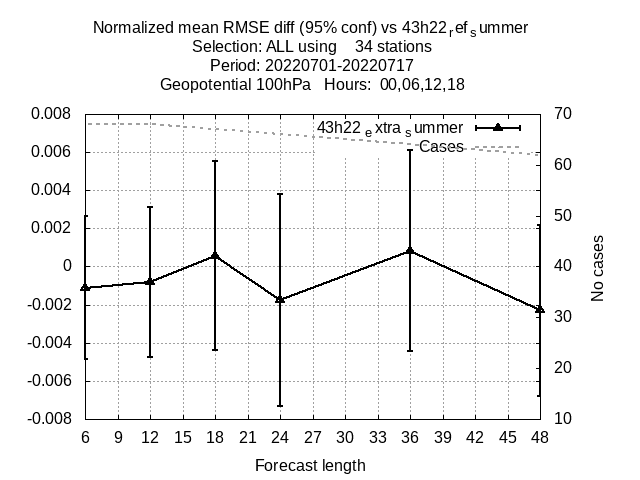 Normalized mean RMSE diff (95% conf) vs 43h22refsummer
Selection: ALL using 34 stations
Period: 20220701-20220717
Geopotential 100hPa Hours: 00,06,12,18
43h22extrasummer
Cases
0.008
0.006
0.004
0.002
0
-0.002
-0.004
-0.006
-0.008
70
60
50
40
30
20
10
No cases
6 9 12 15 18 21 24 27 30 33 36 39 42 45 48
Forecast length